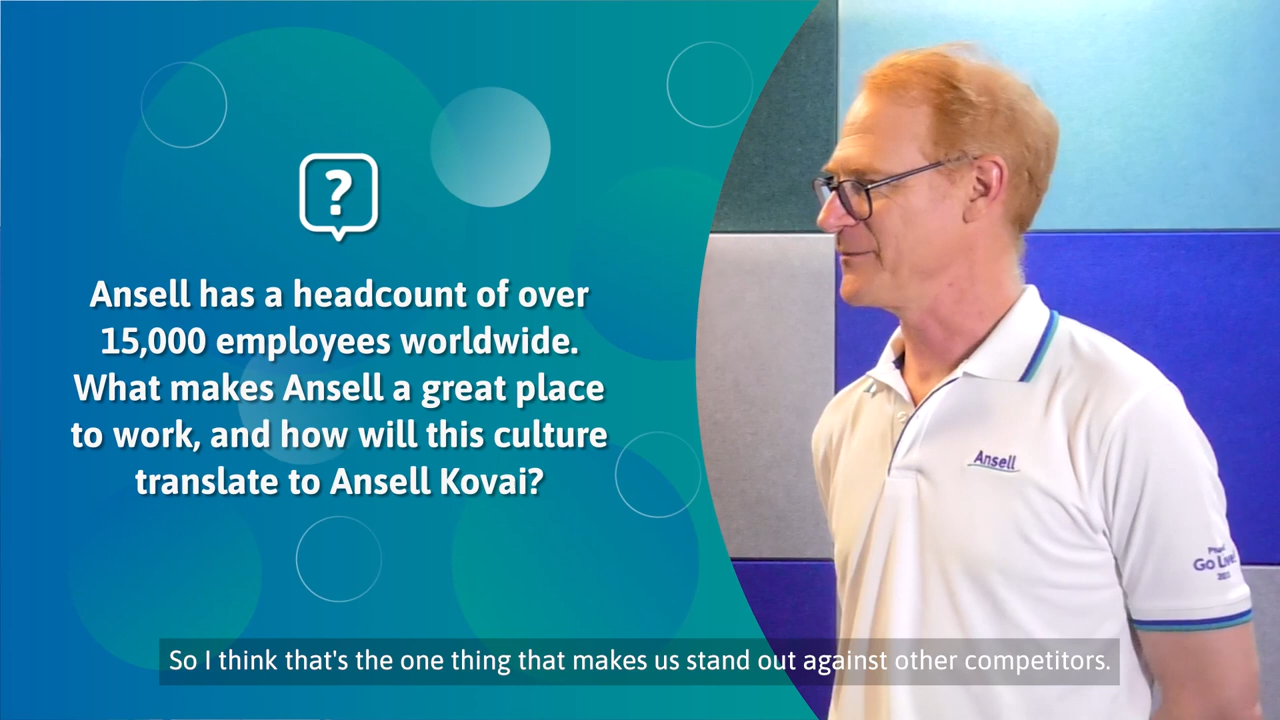 ?
Ansell has a headcount of over
15,000 employees worldwide.
What makes Ansell a great place
to work, and how will this culture
translate to Ansell Kovai?
Ansell
Go Live!
So I think that's the one thing that makes us stand out against other competitors.